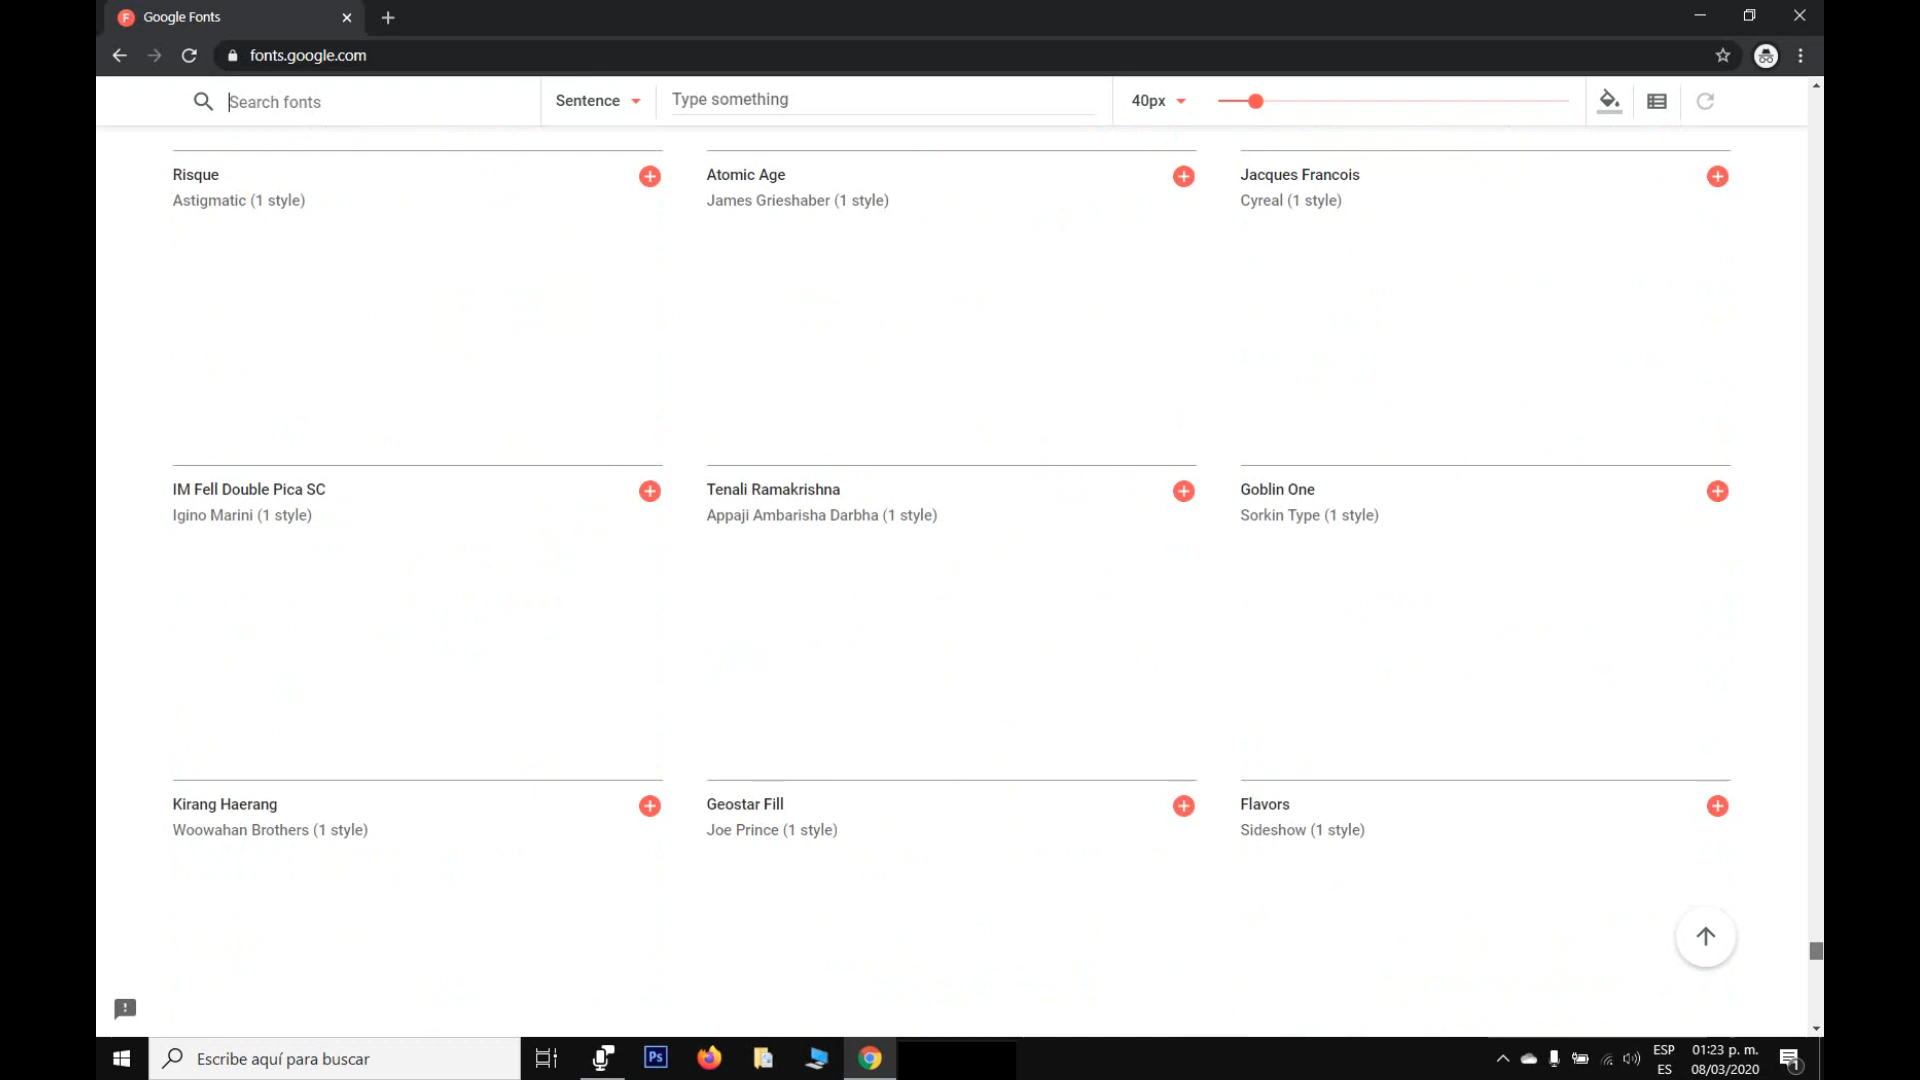 Google Fonts
fonts.google.com
Search fonts
Sentence
Type something
40px
Risque
Astigmatic (1 style)
Atomic Age
James Grieshaber (1 style)
Jacques Francois
Cyreal (1 style)
IM Fell Double Pica SC
Igino Marini (1 style)
Tenali Ramakrishna
Appaji Ambarisha Darbha (1 style)
Goblin One
Sorkin Type (1 style)
Kirang Haerang
Woowahan Brothers (1 style)
Geostar Fill
Joe Prince (1 style)
Flavors
Sideshow (1 style)
Escribe aquí para buscar
Ps
ESP
ES
01:23 p. m.
08/03/2020
1